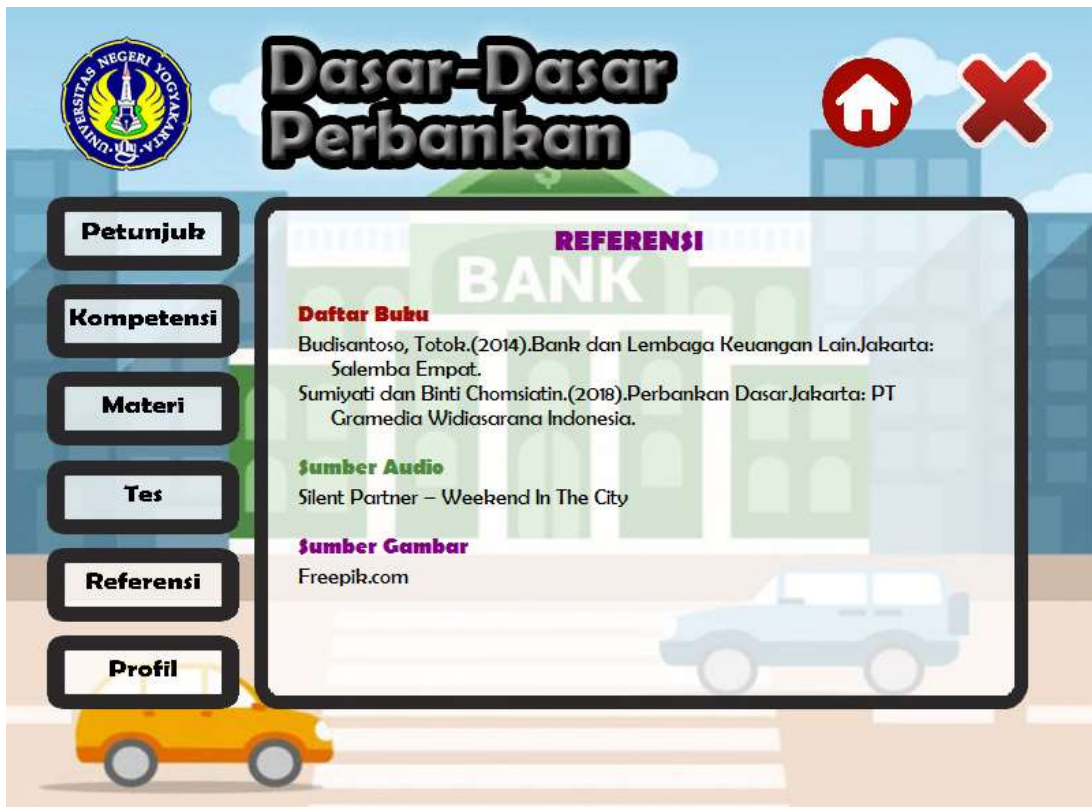 UNIVERSITAS NEGERI YOGYAKARTA
UNY
Dasar-Dasar
Perbankan
$
BANK
Petunjuk
Kompetensi
Materi
Tes
Referensi
Profil
REFERENSI
Daftar Buku
Budisantoso, Totok.(2014).Bank dan Lembaga Keuangan Lain.Jakarta:
Salemba Empat.
Sumiyati dan Binti Chomsiatin.(2018).Perbankan Dasar.Jakarta: PT
Gramedia Widiasarana Indonesia.
Sumber Audio
Silent Partner – Weekend In The City
Sumber Gambar
Freepik.com